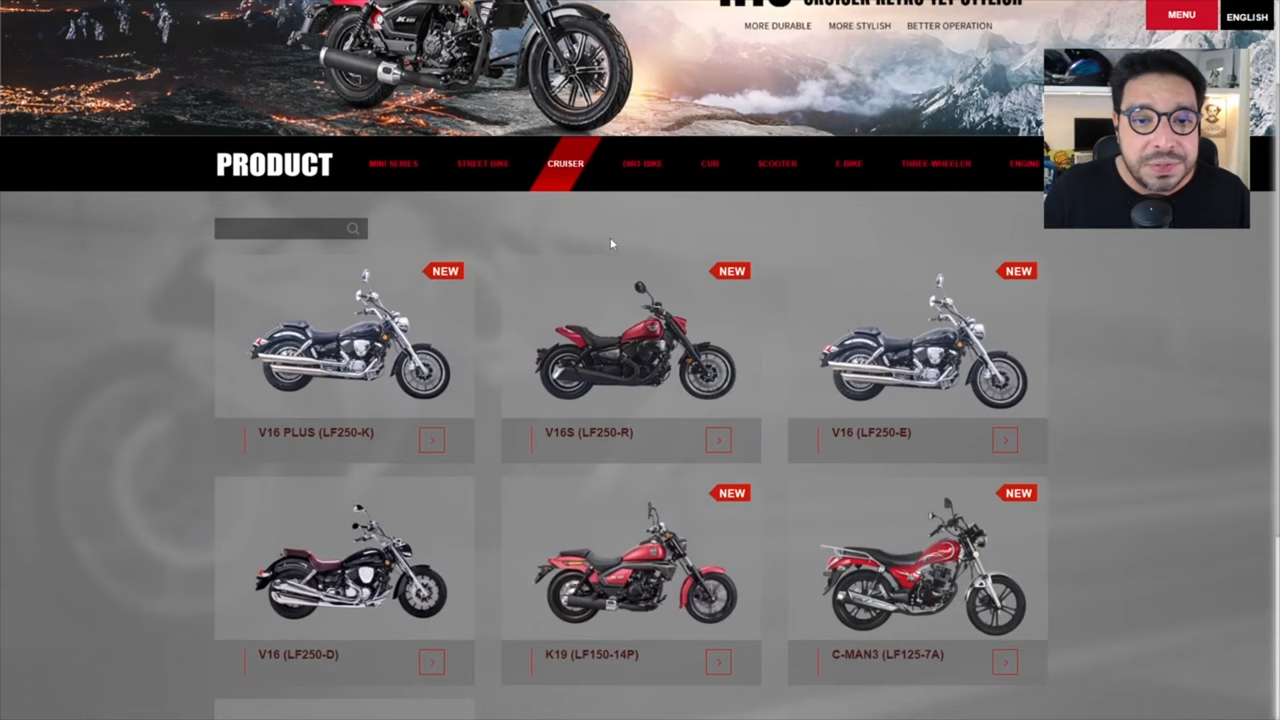 CRUISER RETRO YET STYLISH
MORE DURABLE MORE STYLISH BETTER OPERATION
MENU
ENGLISH
PRODUCT
MINI SERIES
STREET BIKE
CRUISER
DIRT BIKE
CUB
SCOOTER
E-BIKE
THREE-WHEELER
ENGINE
NEW
NEW
NEW
V16 PLUS (LF250-K)
V16S (LF250-R)
V16 (LF250-E)
NEW
NEW
V16 (LF250-D)
K19 (LF150-14P)
C-MAN3 (LF125-7A)